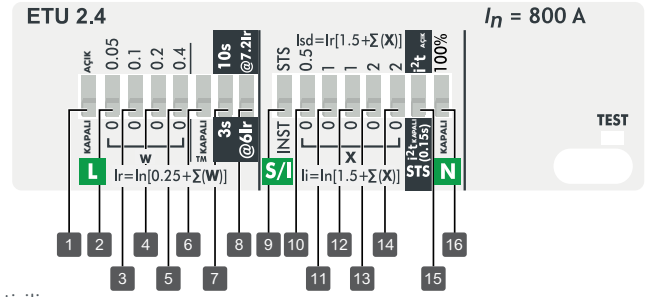 ETU 2.4
In = 800 A
AÇIK
0.05
0.1
0.2
0.4
10s
@7.2Ir
STS
Isd=Ir[1.5+Σ(X)]
0.5
1
1
2
2
i²t AÇIK
100%
TEST
KAPALI
0
0
0
0
TM KAPALI
3s
@6Ir
INST
0
0
0
0
0
i²t KAPALI
STS (0.15s)
KAPALI
W
X
L
Ir=In[0.25+Σ(W)]
S/I
Ii=In[1.5+Σ(X)]
N
1
2
4
6
8
9
10
12
14
16
3
5
7
11
13
15